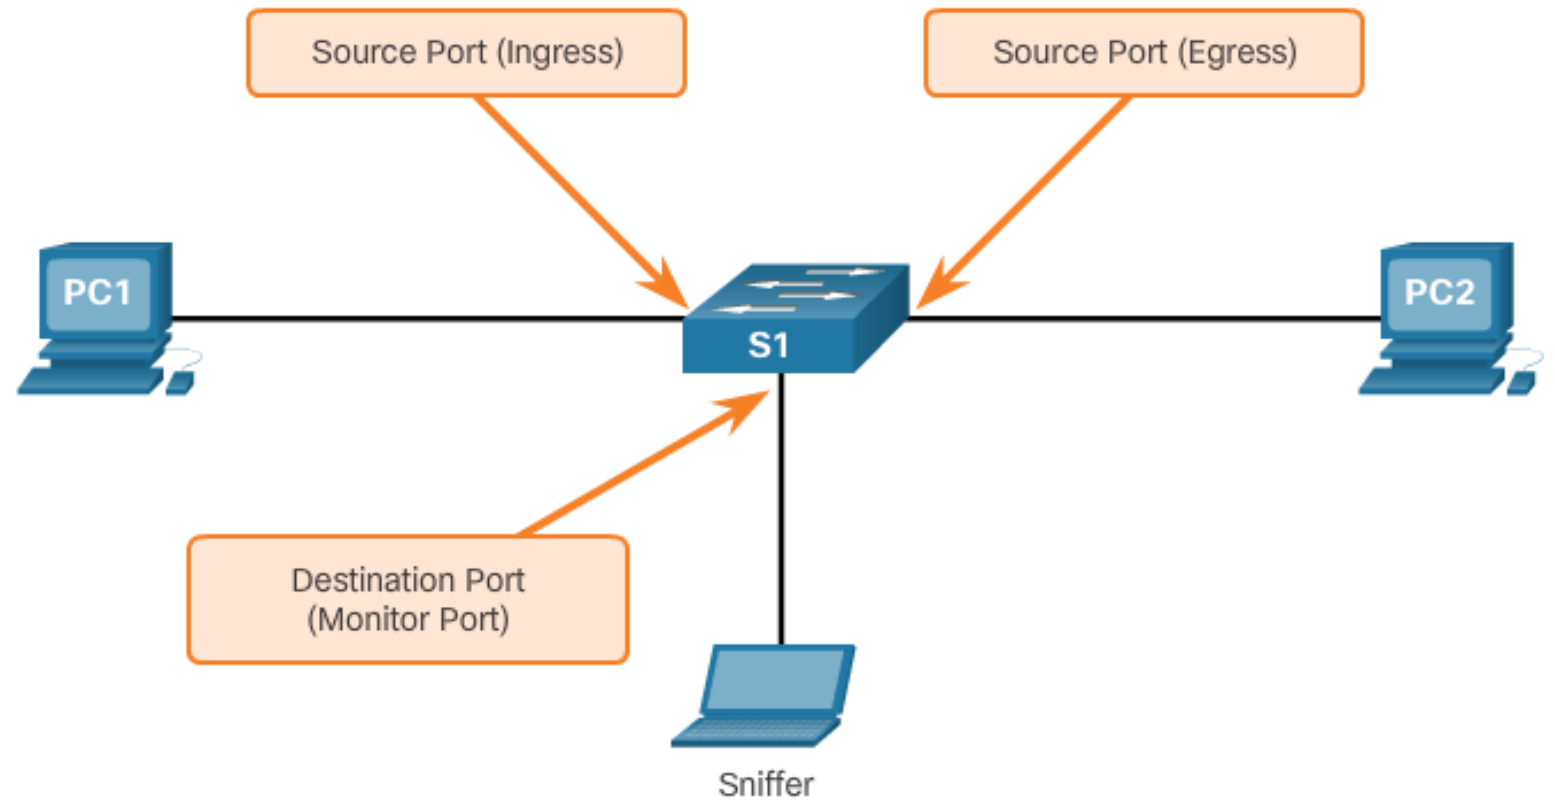 Source Port (Ingress)
Source Port (Egress)
PC1
PC2
S1
Destination Port
(Monitor Port)
Sniffer